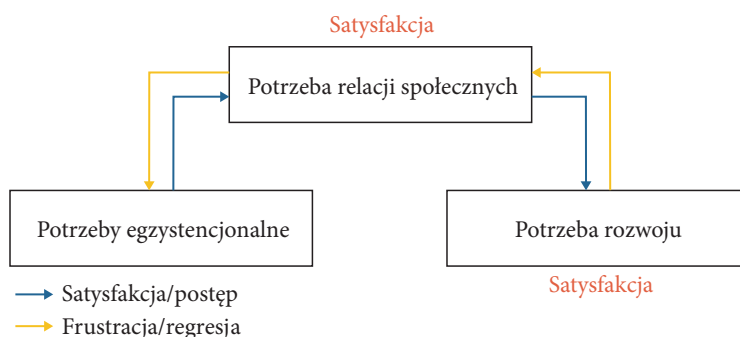 Satysfakcja
Potrzeba relacji społecznych
Potrzeby egzystencjonalne
Potrzeba rozwoju
Satysfakcja
Satysfakcja/postęp
Frustracja/regresja